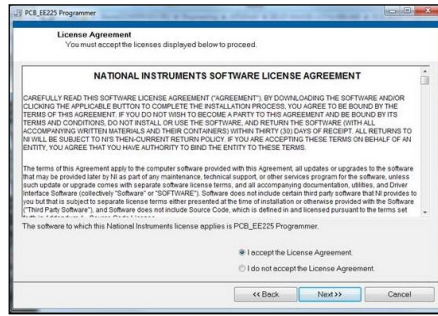 PCB_EE225 Programmer
License Agreement
You must accept the licenses displayed below to proceed.
NATIONAL INSTRUMENTS SOFTWARE LICENSE AGREEMENT
CAREFULLY READ THIS SOFTWARE LICENSE AGREEMENT ("AGREEMENT"). BY DOWNLOADING THE SOFTWARE AND/OR
CLICKING THE APPLICABLE BUTTON TO COMPLETE THE INSTALLATION PROCESS, YOU AGREE TO BE BOUND BY THE
TERMS OF THIS AGREEMENT. IF YOU DO NOT WISH TO BECOME A PARTY TO THIS AGREEMENT AND BE BOUND BY ITS
TERMS AND CONDITIONS, DO NOT INSTALL OR USE THE SOFTWARE, AND RETURN THE SOFTWARE (WITH ALL
ACCOMPANYING WRITTEN MATERIALS AND THEIR CONTAINERS) WITHIN THIRTY (30) DAYS OF RECEIPT. ALL RETURNS TO
NI WILL BE SUBJECT TO NI'S THEN-CURRENT RETURN POLICY. IF YOU ARE ACCEPTING THESE TERMS ON BEHALF OF AN
ENTITY, YOU AGREE THAT YOU HAVE AUTHORITY TO BIND THE ENTITY TO THESE TERMS.
The terms of this Agreement apply to the computer software provided with this Agreement, all updates or upgrades to the software
that may be provided later by NI as part of any maintenance, technical support, or other services program for the software, unless
such update or upgrade comes with separate software license terms, and all accompanying documentation, utilities, and Driver
Interface Software (collectively "Software" or "SOFTWARE"). Software does not include certain third party software that NI provides to
you but that is subject to separate license terms either presented at the time of installation or otherwise provided with the Software
("Third Party Software"), and Software does not include Source Code, which is defined in and licensed pursuant to the terms set
The software to which this National Instruments license applies is PCB_EE225 Programmer.
I accept the License Agreement.
I do not accept the License Agreement.
<< Back
Next >>
Cancel